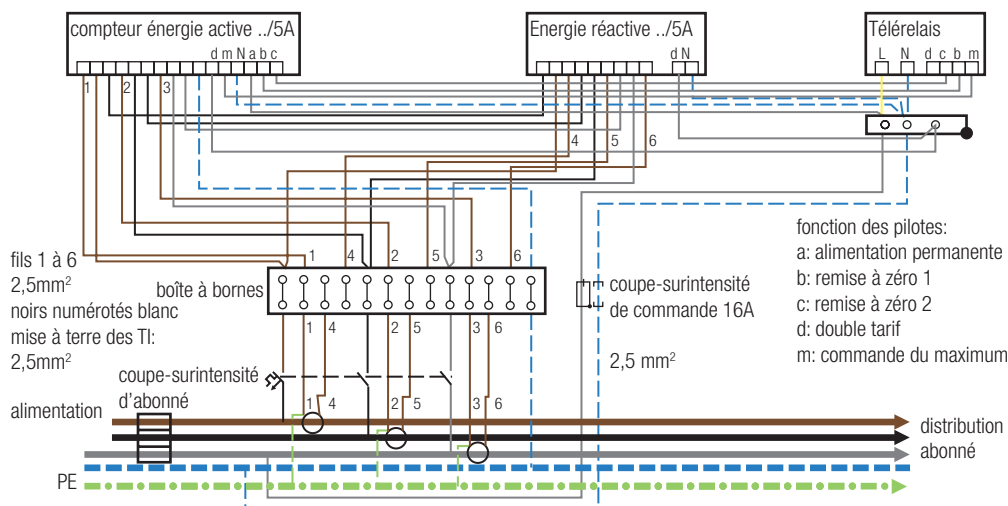 compteur énergie active ../5A
Energie réactive ../5A
Télérelais
d m N a b c
d N
L N d c b m
1 2 3
4 5 6
fils 1 à 6
2,5mm²
noirs numérotés blanc
mise à terre des TI:
2,5mm²
1 4 2 5 3 6
boîte à bornes
1 4 2 5 3 6
coupe-surintensité
de commande 16A
2,5 mm²
fonction des pilotes:
a: alimentation permanente
b: remise à zéro 1
c: remise à zéro 2
d: double tarif
m: commande du maximum
coupe-surintensité
d'abonné
1 4 2 5 3 6
alimentation
distribution
abonné
PE